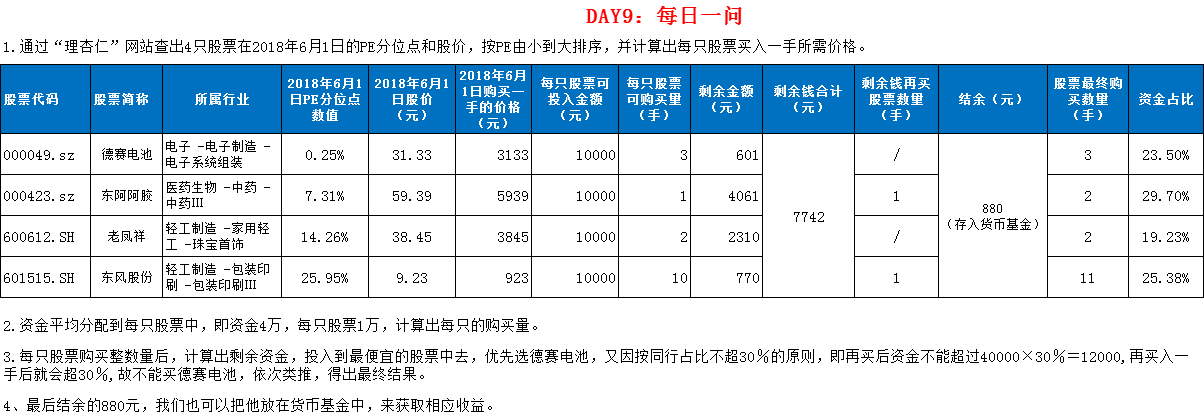 DAY9：每日一问
1.通过“理杏仁”网站查出4只股票在2018年6月1日的PE分位点和股价，按PE由小到大排序，并计算出每只股票买入一手所需价格。
股票代码 股票简称 所属行业 2018年6月1日PE分位点数值 2018年6月1日股价（元） 2018年6月1日购买一手的价格（元） 每只股票可投入金额（元） 每只股票可购买量（手） 剩余金额（元） 剩余钱合计（元） 剩余钱再买股票数量（手） 结余（元） 股票最终购买数量（手） 资金占比
000049.sz 德赛电池 电子 -电子制造 -电子系统组装 0.25% 31.33 3133 10000 3 601 7742 / 880（存入货币基金） 3 23.50%
000423.sz 东阿阿胶 医药生物 -中药 -中药III 7.31% 59.39 5939 10000 1 4061 1 2 29.70%
600612.SH 老凤祥 轻工制造 -家用轻工 -珠宝首饰 14.26% 38.45 3845 10000 2 2310 / 2 19.23%
601515.SH 东风股份 轻工制造 -包装印刷 -包装印刷III 25.95% 9.23 923 10000 10 770 1 11 25.38%
2.资金平均分配到每只股票中，即资金4万，每只股票1万，计算出每只的购买量。
3.每只股票购买整数量后，计算出剩余资金，投入到最便宜的股票中去，优先选德赛电池，又因按同行占比不超30％的原则，即再买后资金不能超过40000×30％＝12000,再买入一
手后就会超30％,故不能买德赛电池，依次类推，得出最终结果。
4、最后结余的880元，我们也可以把他放在货币基金中，来获取相应收益。